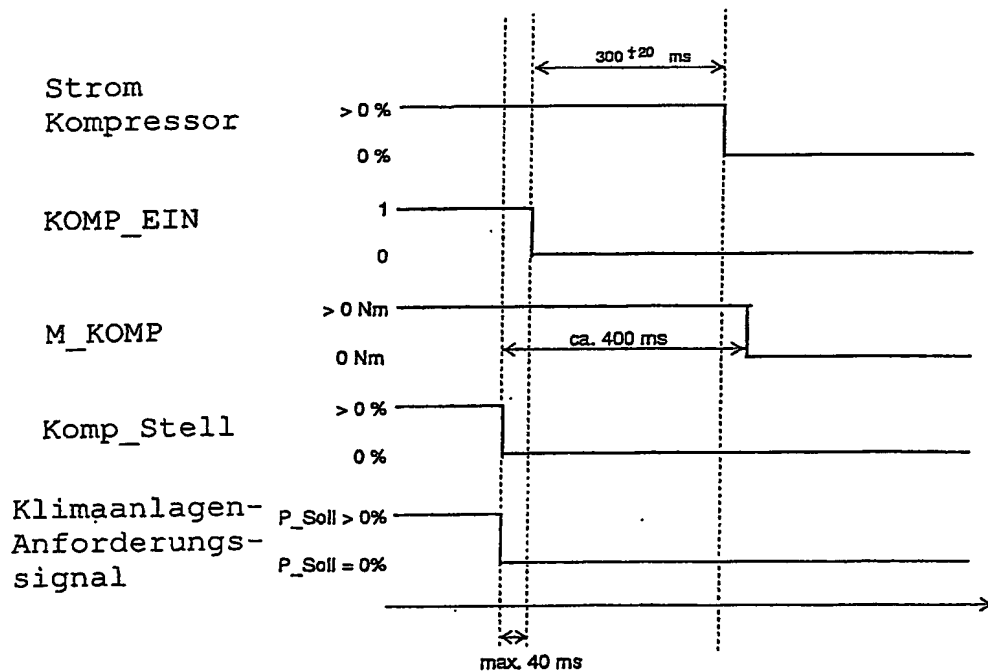 300 ±20 ms
Strom
Kompressor
> 0 %
0 %
KOMP_EIN
1
0
M_KOMP
> 0 Nm
0 Nm
ca. 400 ms
Komp_Stell
> 0 %
0 %
Klimaanlagen-
Anforderungs-
signal
P_Soll > 0%
P_Soll = 0%
max. 40 ms